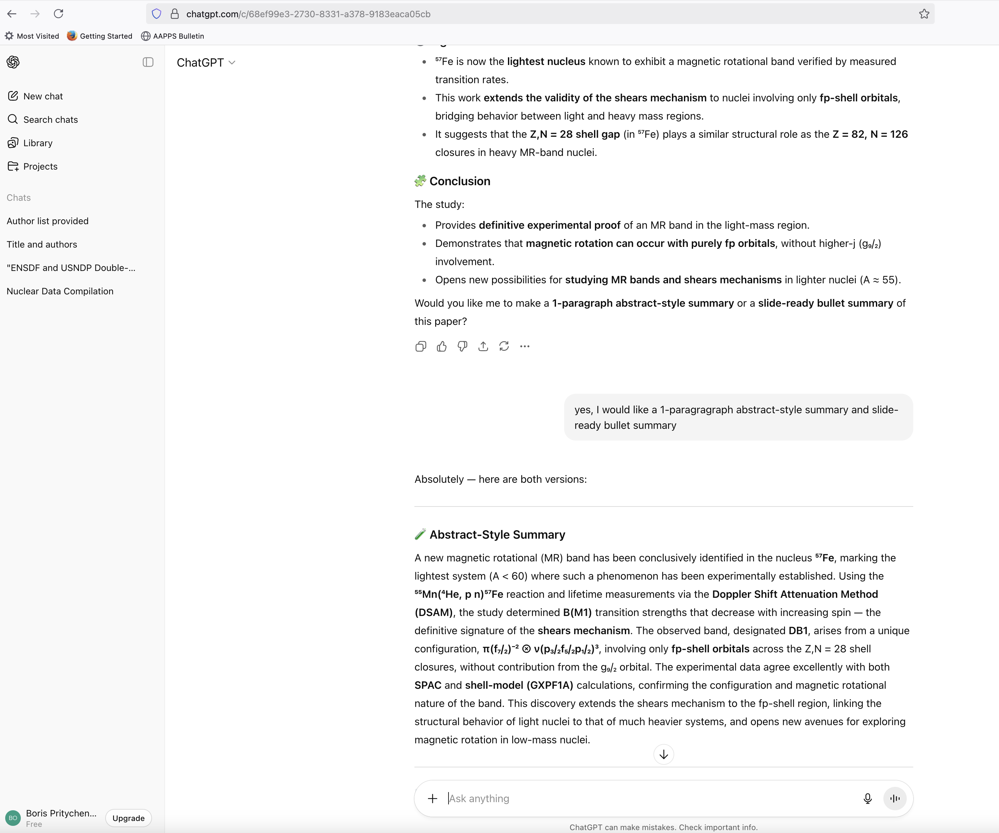 chatgpt.com/c/68ef99e3-2730-8331-a378-9183eaca05cb
Most Visited
Getting Started
AAPPS Bulletin
ChatGPT
New chat
Search chats
Library
Projects
Chats
Author list provided
Title and authors
"ENSDF and USNDP Double-...
Nuclear Data Compilation
Boris Pritychen...
Free
Upgrade
• ⁵⁷Fe is now the lightest nucleus known to exhibit a magnetic rotational band verified by measured
transition rates.
• This work extends the validity of the shears mechanism to nuclei involving only fp-shell orbitals,
bridging behavior between light and heavy mass regions.
• It suggests that the Z,N = 28 shell gap (in ⁵⁷Fe) plays a similar structural role as the Z = 82, N = 126
closures in heavy MR-band nuclei.
🧩 Conclusion
The study:
• Provides definitive experimental proof of an MR band in the light-mass region.
• Demonstrates that magnetic rotation can occur with purely fp orbitals, without higher-j (g₉/₂)
involvement.
• Opens new possibilities for studying MR bands and shears mechanisms in lighter nuclei (A ≈ 55).
Would you like me to make a 1-paragraph abstract-style summary or a slide-ready bullet summary of
this paper?
yes, I would like a 1-paragragraph abstract-style summary and slide-
ready bullet summary
Absolutely — here are both versions:
🧪 Abstract-Style Summary
A new magnetic rotational (MR) band has been conclusively identified in the nucleus ⁵⁷Fe, marking the
lightest system (A < 60) where such a phenomenon has been experimentally established. Using the
⁵⁵Mn(⁴He, p n)⁵⁷Fe reaction and lifetime measurements via the Doppler Shift Attenuation Method
(DSAM), the study determined B(M1) transition strengths that decrease with increasing spin — the
definitive signature of the shears mechanism. The observed band, designated DB1, arises from a unique
configuration, π(f₇/₂)⁻² ⊗ ν(p₃/₂f₅/₂p₁/₂)³, involving only fp-shell orbitals across the Z,N = 28 shell
closures, without contribution from the g₉/₂ orbital. The experimental data agree excellently with both
SPAC and shell-model (GXPF1A) calculations, confirming the configuration and magnetic rotational
nature of the band. This discovery extends the shears mechanism to the fp-shell region, linking the
structural behavior of light nuclei to that of much heavier systems, and opens new avenues for exploring
magnetic rotation in low-mass nuclei.
Ask anything
ChatGPT can make mistakes. Check important info.
BO